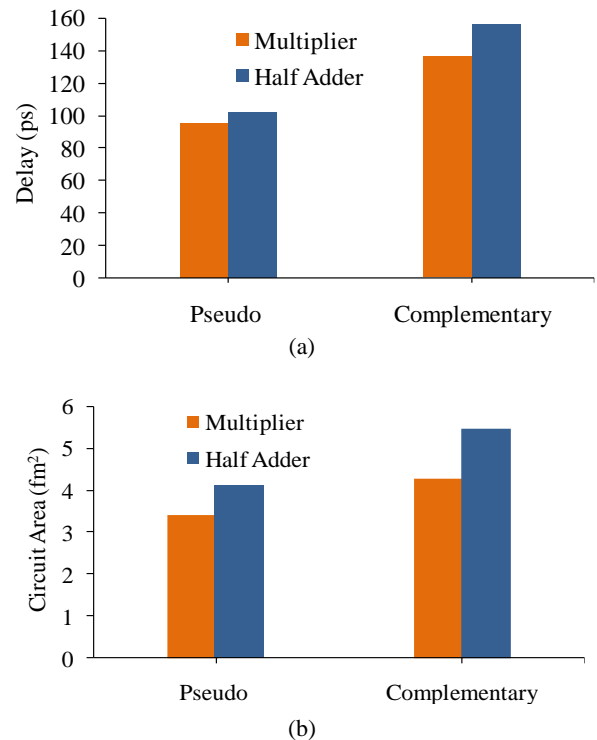 160
140
120
100
80
60
40
20
0
Delay (ps)
Multiplier
Half Adder
Pseudo
Complementary
(a)
6
5
4
3
2
1
0
Circuit Area (fm²)
Multiplier
Half Adder
Pseudo
Complementary
(b)